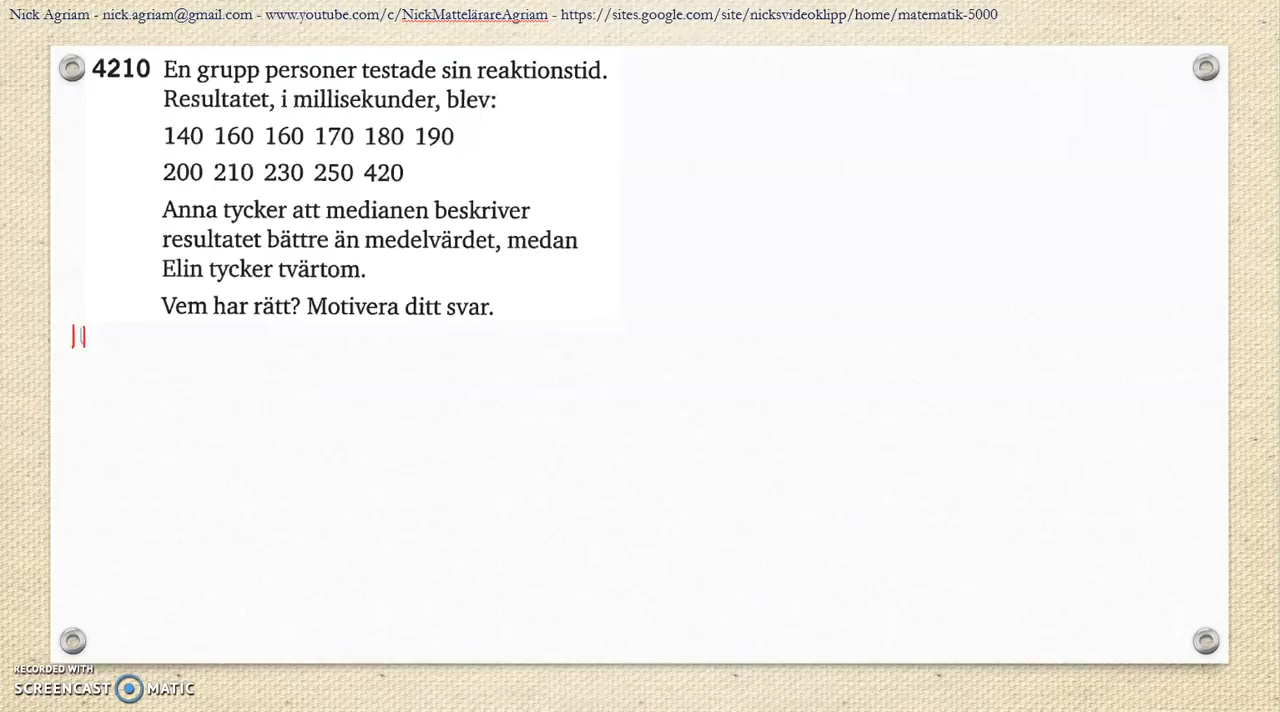 Nick Agriam - nick.agriam@gmail.com - www.youtube.com/c/NickMattelärareAgriam - https://sites.google.com/site/nicksvideoklipp/home/matematik-5000
4210 En grupp personer testade sin reaktionstid.
Resultatet, i millisekunder, blev:
140 160 160 170 180 190
200 210 230 250 420
Anna tycker att medianen beskriver
resultatet bättre än medelvärdet, medan
Elin tycker tvärtom.
Vem har rätt? Motivera ditt svar.
RECORDED WITH
SCREENCAST MATIC